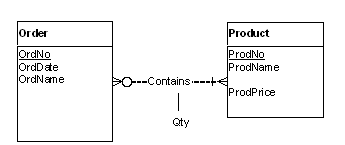 Order
OrdNo
OrdDate
OrdName
Contains
Qty
Product
ProdNo
ProdName
ProdPrice